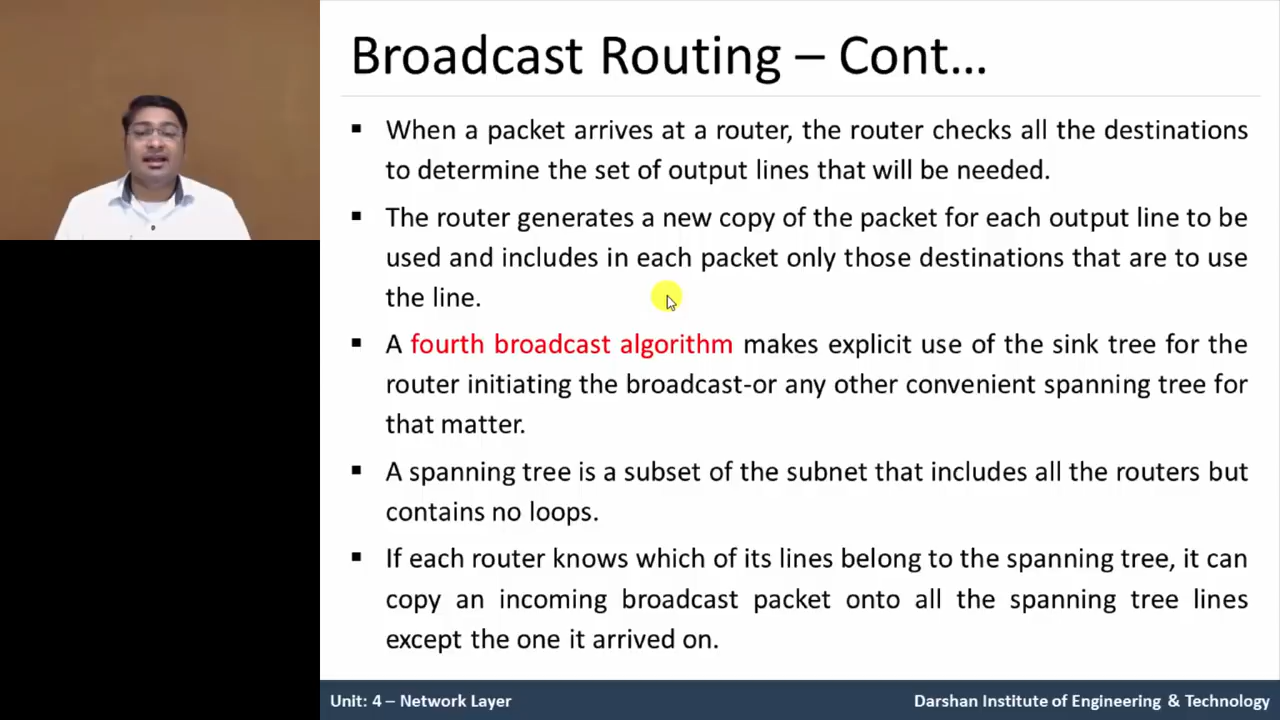 Broadcast Routing – Cont…
▪ When a packet arrives at a router, the router checks all the destinations
to determine the set of output lines that will be needed.
▪ The router generates a new copy of the packet for each output line to be
used and includes in each packet only those destinations that are to use
the line.
▪ A fourth broadcast algorithm makes explicit use of the sink tree for the
router initiating the broadcast-or any other convenient spanning tree for
that matter.
▪ A spanning tree is a subset of the subnet that includes all the routers but
contains no loops.
▪ If each router knows which of its lines belong to the spanning tree, it can
copy an incoming broadcast packet onto all the spanning tree lines
except the one it arrived on.
Unit: 4 – Network Layer
Darshan Institute of Engineering & Technology